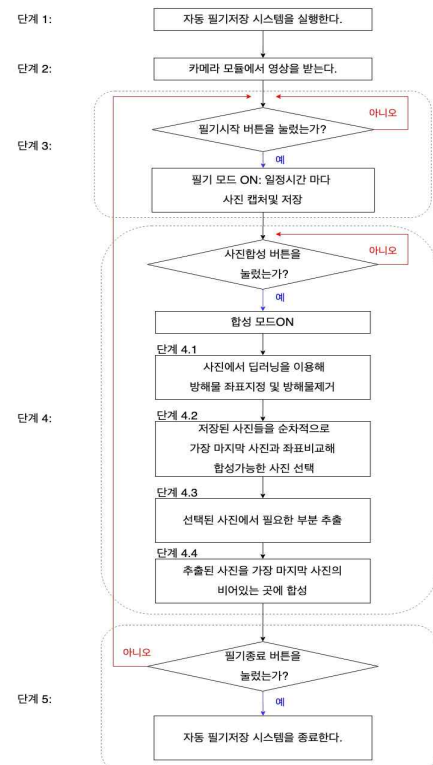 단계 1:
자동 필기저장 시스템을 실행한다.
단계 2:
카메라 모듈에서 영상을 받는다.
아니오
필기시작 버튼을 눌렀는가?
단계 3:
예
필기 모드 ON: 일정시간 마다
사진 캡처및 저장
사진합성 버튼을
눌렀는가?
아니오
예
합성 모드ON
단계 4.1
사진에서 딥러닝을 이용해
방해물 좌표지정 및 방해물제거
단계 4:
단계 4.2
저장된 사진들을 순차적으로
가장 마지막 사진과 좌표비교해
합성가능한 사진 선택
단계 4.3
선택된 사진에서 필요한 부분 추출
단계 4.4
추출된 사진을 가장 마지막 사진의
비어있는 곳에 합성
아니오
필기종료 버튼을
눌렀는가?
단계 5:
예
자동 필기저장 시스템을 종료한다.